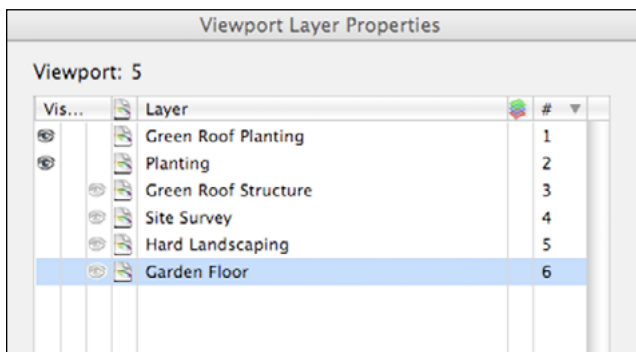 Viewport Layer Properties
Viewport: 5
Vis... Layer #
Green Roof Planting 1
Planting 2
Green Roof Structure 3
Site Survey 4
Hard Landscaping 5
Garden Floor 6